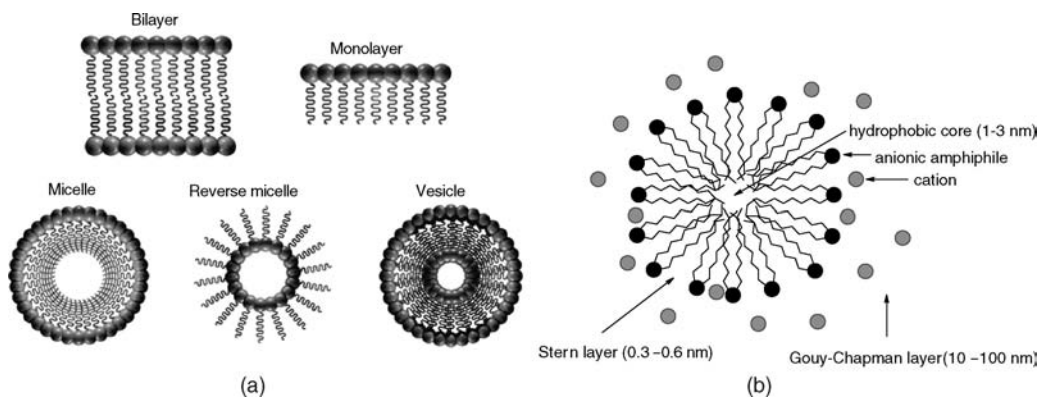 Bilayer
Monolayer
Micelle
Reverse micelle
Vesicle
(a)
hydrophobic core (1-3 nm)
anionic amphiphile
cation
Stern layer (0.3 –0.6 nm)
Gouy-Chapman layer(10 –100 nm)
(b)